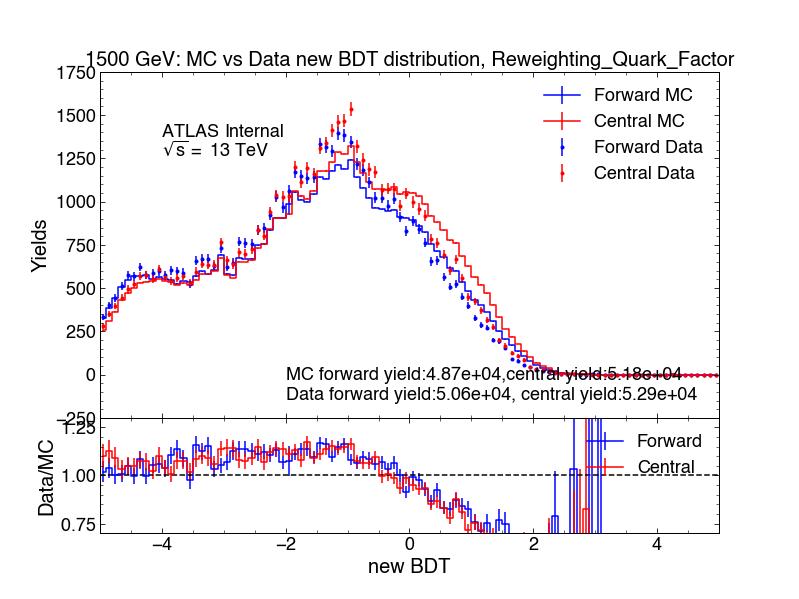 1500 GeV: MC vs Data new BDT distribution, Reweighting_Quark_Factor
1750
1500
1250
1000
750
500
250
0
−250
Yields
ATLAS Internal
√s = 13 TeV
Forward MC
Central MC
Forward Data
Central Data
MC forward yield:4.87e+04,central yield:5.18e+04
Data forward yield:5.06e+04, central yield:5.29e+04
1.25
1.00
0.75
Data/MC
Forward
Central
−4
−2
0
2
4
new BDT